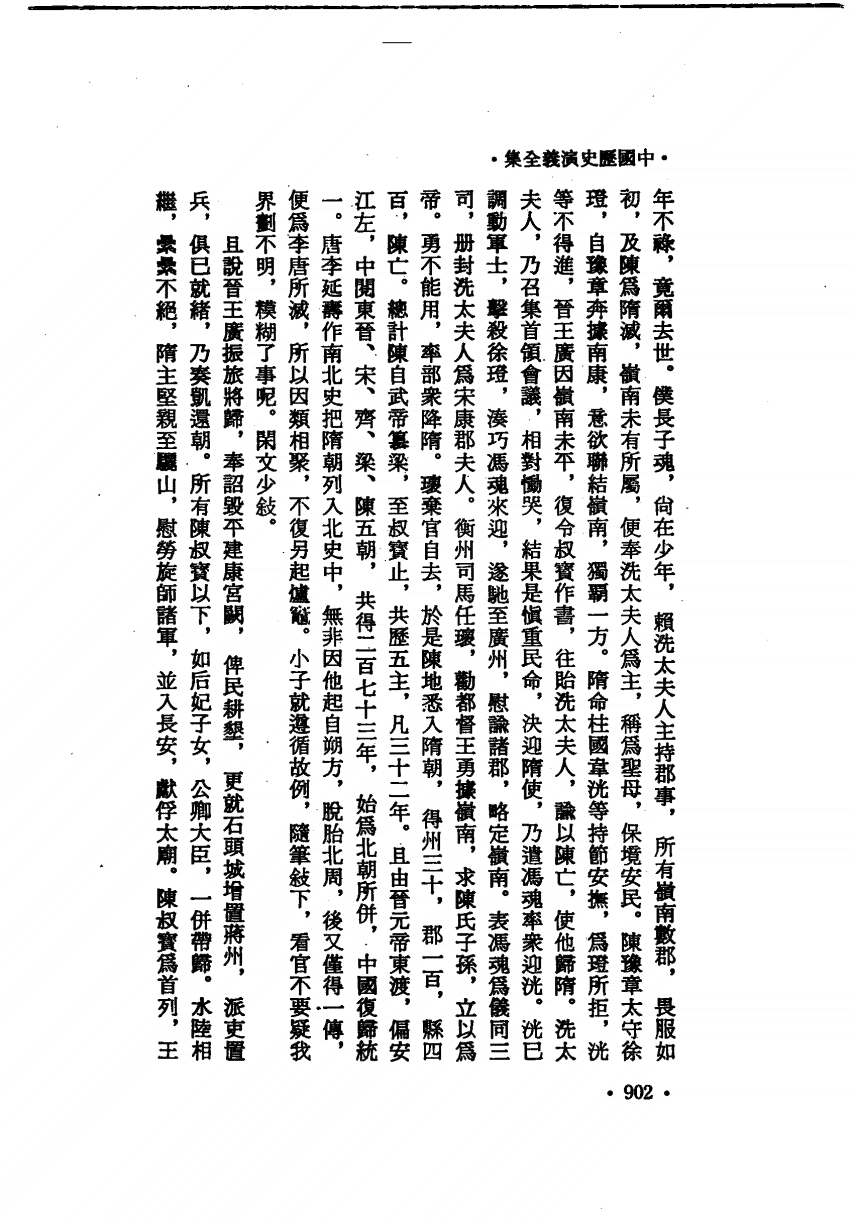 •中國歷史演義全集•
年不祿，竟爾去世。僕長子魂，尙在少年，賴洗太夫人主持郡事，所有嶺南數郡，畏服如
初，及陳爲隋滅，嶺南未有所屬，便奉洗太夫人爲主，稱爲聖母，保境安民。陳豫章太守徐
璒，自豫章奔據南康，意欲聯結嶺南，獨霸一方。隋命柱國韋洸等持節安撫，爲璒所拒，洸
等不得進，晉王廣因嶺南未平，復令叔寶作書，往貽洗太夫人，諭以陳亡，使他歸隋。洗太
夫人，乃召集首領會議，相對慟哭，結果是愼重民命，決迎隋使，乃遣馮魂率衆迎洸。洸已
調動軍士，擊殺徐璒，湊巧馮魂來迎，遂馳至廣州，慰諭諸郡，略定嶺南。表馮魂爲儀同三
司，册封洗太夫人爲宋康郡夫人。衡州司馬任瓌，勸都督王勇據嶺南，求陳氏子孫，立以爲
帝。勇不能用，率部衆降隋。瓌棄官自去，於是陳地悉入隋朝，得州三十，郡一百，縣四
百，陳亡。總計陳自武帝篡梁，至叔寶止，共歷五主，凡三十二年。且由晉元帝東渡，偏安
江左，中閱東晉、宋、齊、梁、陳五朝，共得二百七十三年，始爲北朝所併，中國復歸統
一。唐李延壽作南北史把隋朝列入北史中，無非因他起自朔方，脫胎北周，後又僅得一傳，
便爲李唐所滅，所以因類相聚，不復另起爐竈。小子就遵循故例，隨筆敍下，看官不要疑我
界劃不明，糢糊了事呢。閑文少敍。
且說晉王廣振旅將歸，奉詔毀平建康宮闕，俾民耕墾，更就石頭城增置蔣州，派吏置
兵，俱已就緒，乃奏凱還朝。所有陳叔寶以下，如后妃子女，公卿大臣，一併帶歸。水陸相
繼，纍纍不絕，隋主堅親至驪山，慰勞旋師諸軍，並入長安，獻俘太廟。陳叔寶爲首列，王
•902•